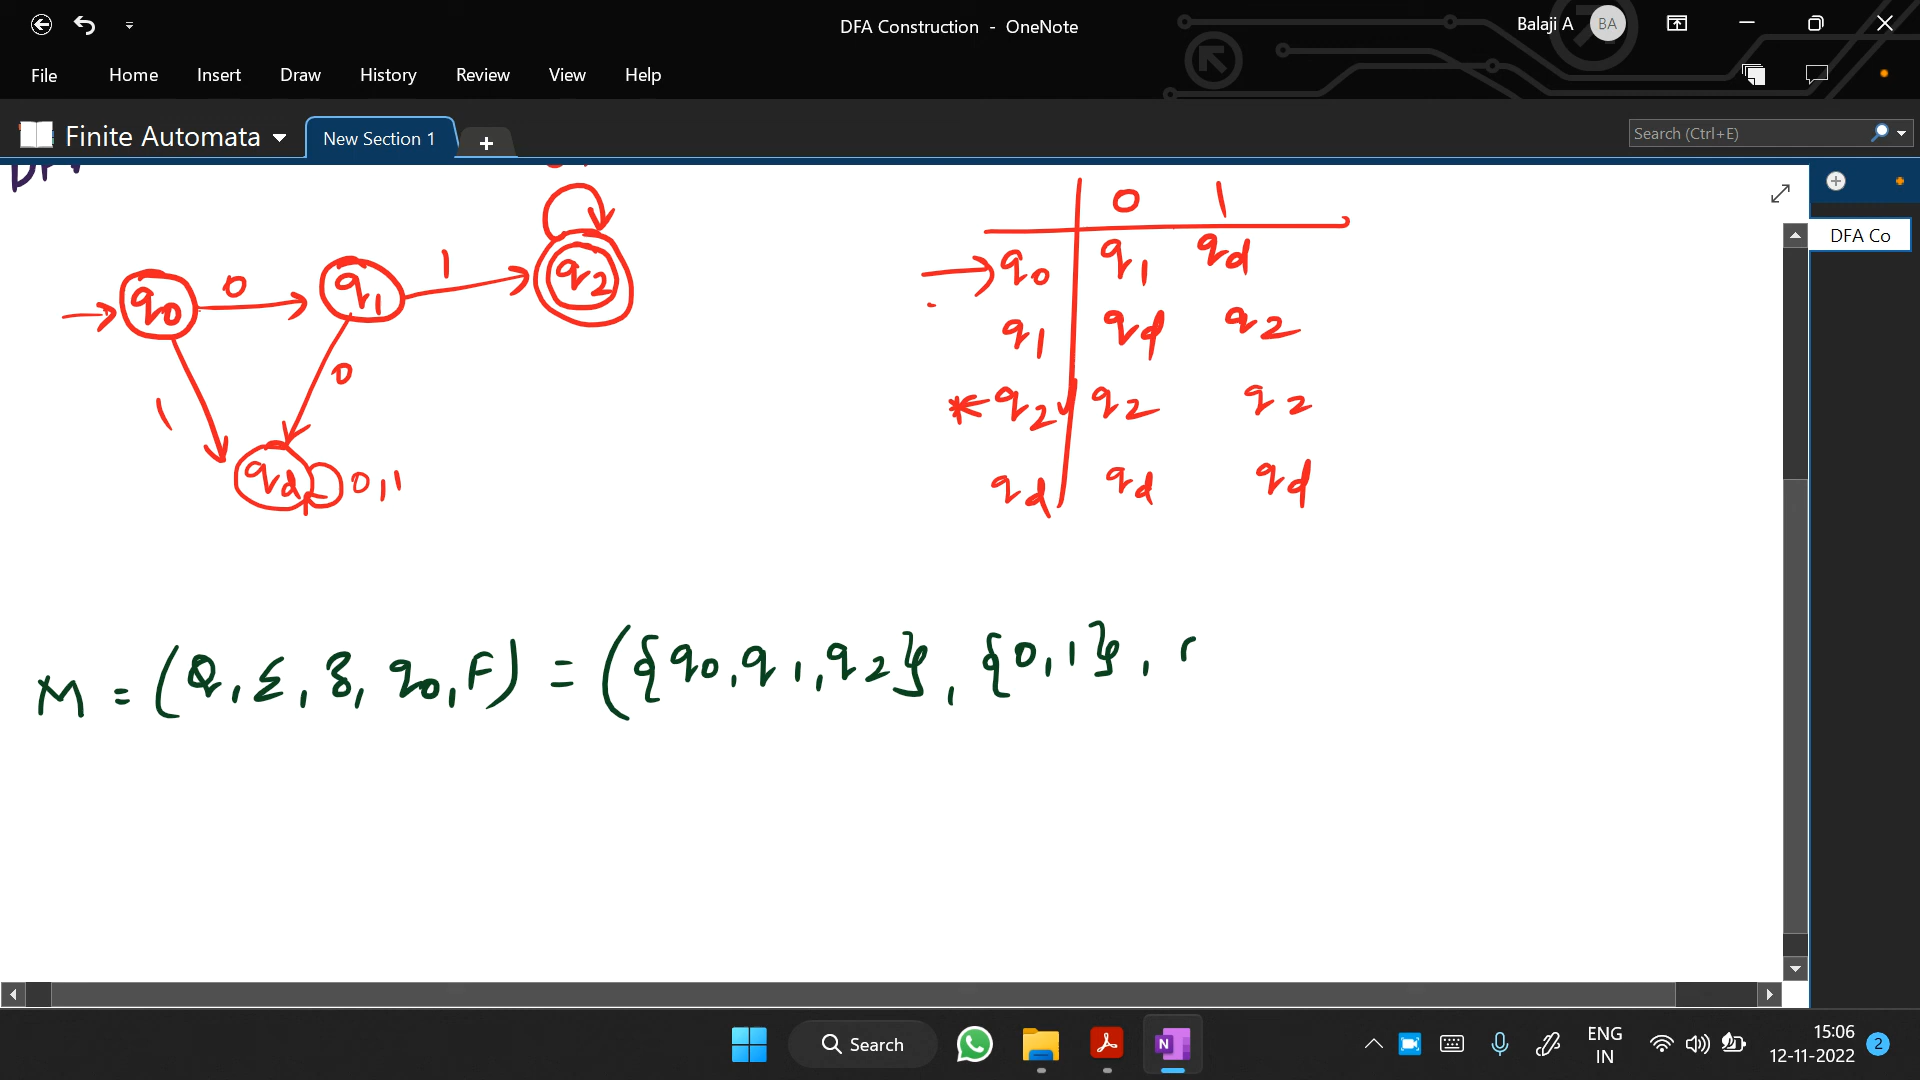 DFA Construction - OneNote
Balaji A BA
File Home Insert Draw History Review View Help
Finite Automata New Section 1 + Search (Ctrl+E)
DFA Co
0 1
q0 0 q1 1 q2
→ q0 q1 qd
q1 qd q2
* q2 q2 q2
qd qd qd
1 0
qd 0,1
M = (Q, Σ, δ, q0, F) = ({q0, q1, q2}, {0, 1},
Search
ENG
IN
15:06
12-11-2022
2